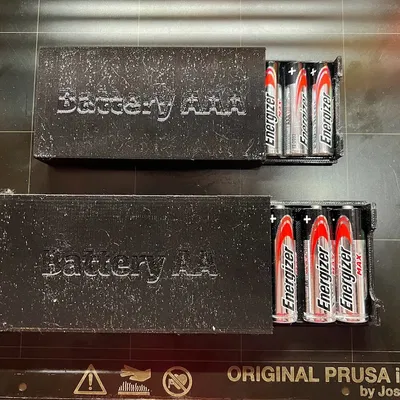 Battery AAA
Energizer
Energizer
Energizer
Battery AA
Energizer
Energizer
Energizer
MAX
ORIGINAL PRUSA i
by Jos